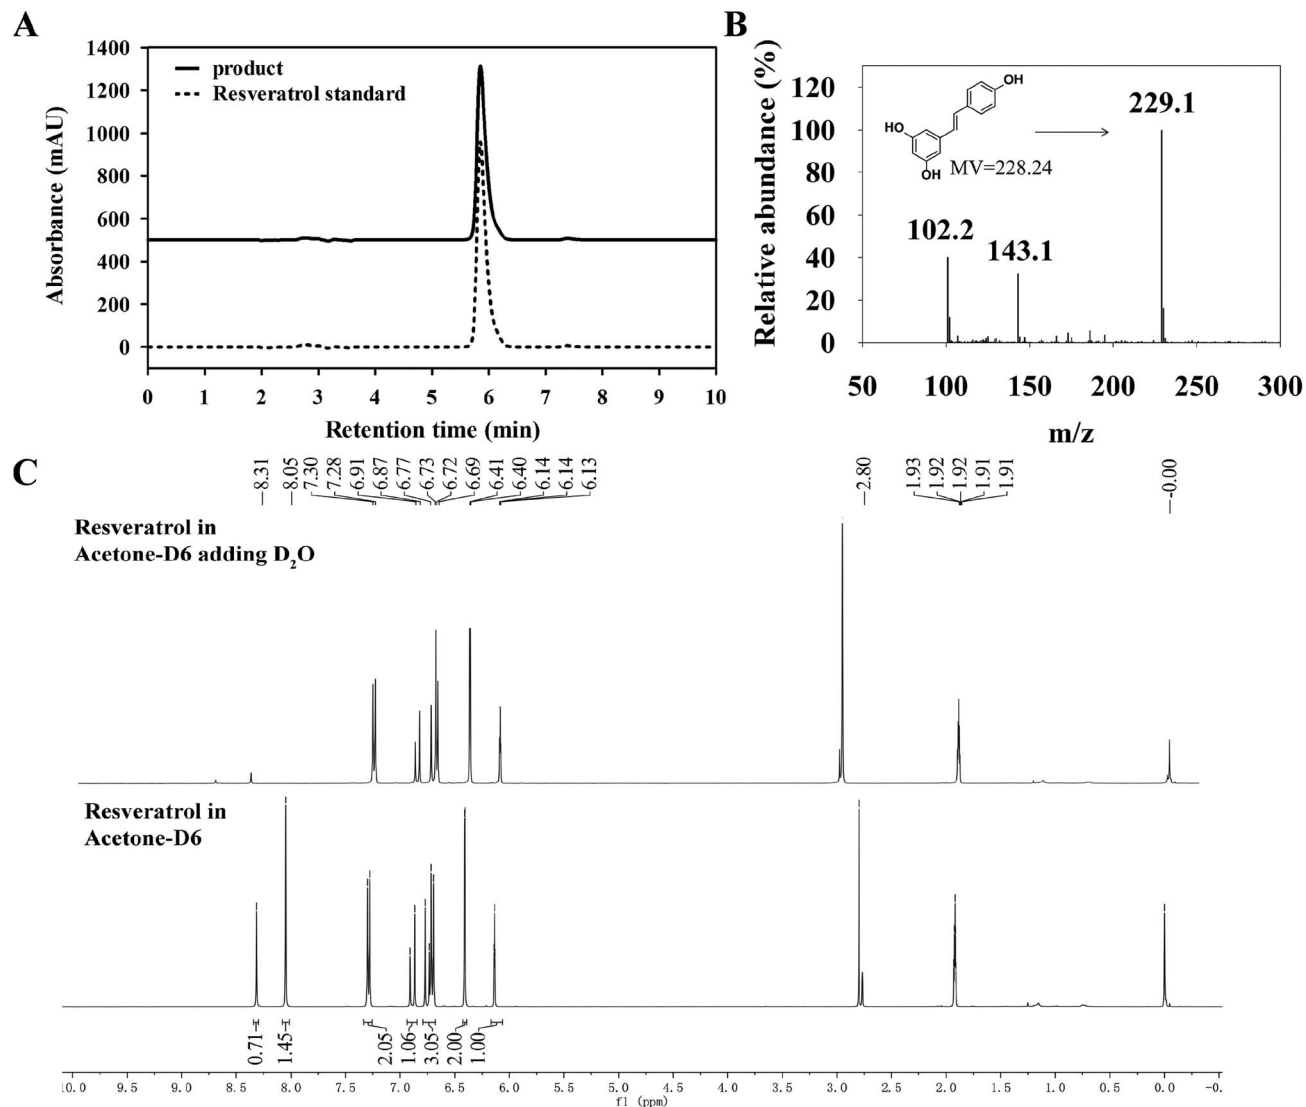 A
1400
1200
1000
800
600
400
200
0
Absorbance (mAU)
product
Resveratrol standard
0 1 2 3 4 5 6 7 8 9 10
Retention time (min)
B
120
100
80
60
40
20
0
Relative abundance (%)
OH
HO
OH
MV=228.24
229.1
102.2
143.1
50 100 150 200 250 300
m/z
C
8.31
8.05
7.30
7.28
6.91
6.87
6.77
6.73
6.72
6.69
6.41
6.40
6.14
6.14
6.13
2.80
1.93
1.92
1.92
1.91
1.91
-0.00
Resveratrol in
Acetone-D6 adding D₂O
Resveratrol in
Acetone-D6
0.71
1.45
2.05
1.06
3.05
2.00
1.00
0.0 9.5 9.0 8.5 8.0 7.5 7.0 6.5 6.0 5.5 5.0 4.5 4.0 3.5 3.0 2.5 2.0 1.5 1.0 0.5 0.0 -0.
f1 (ppm)